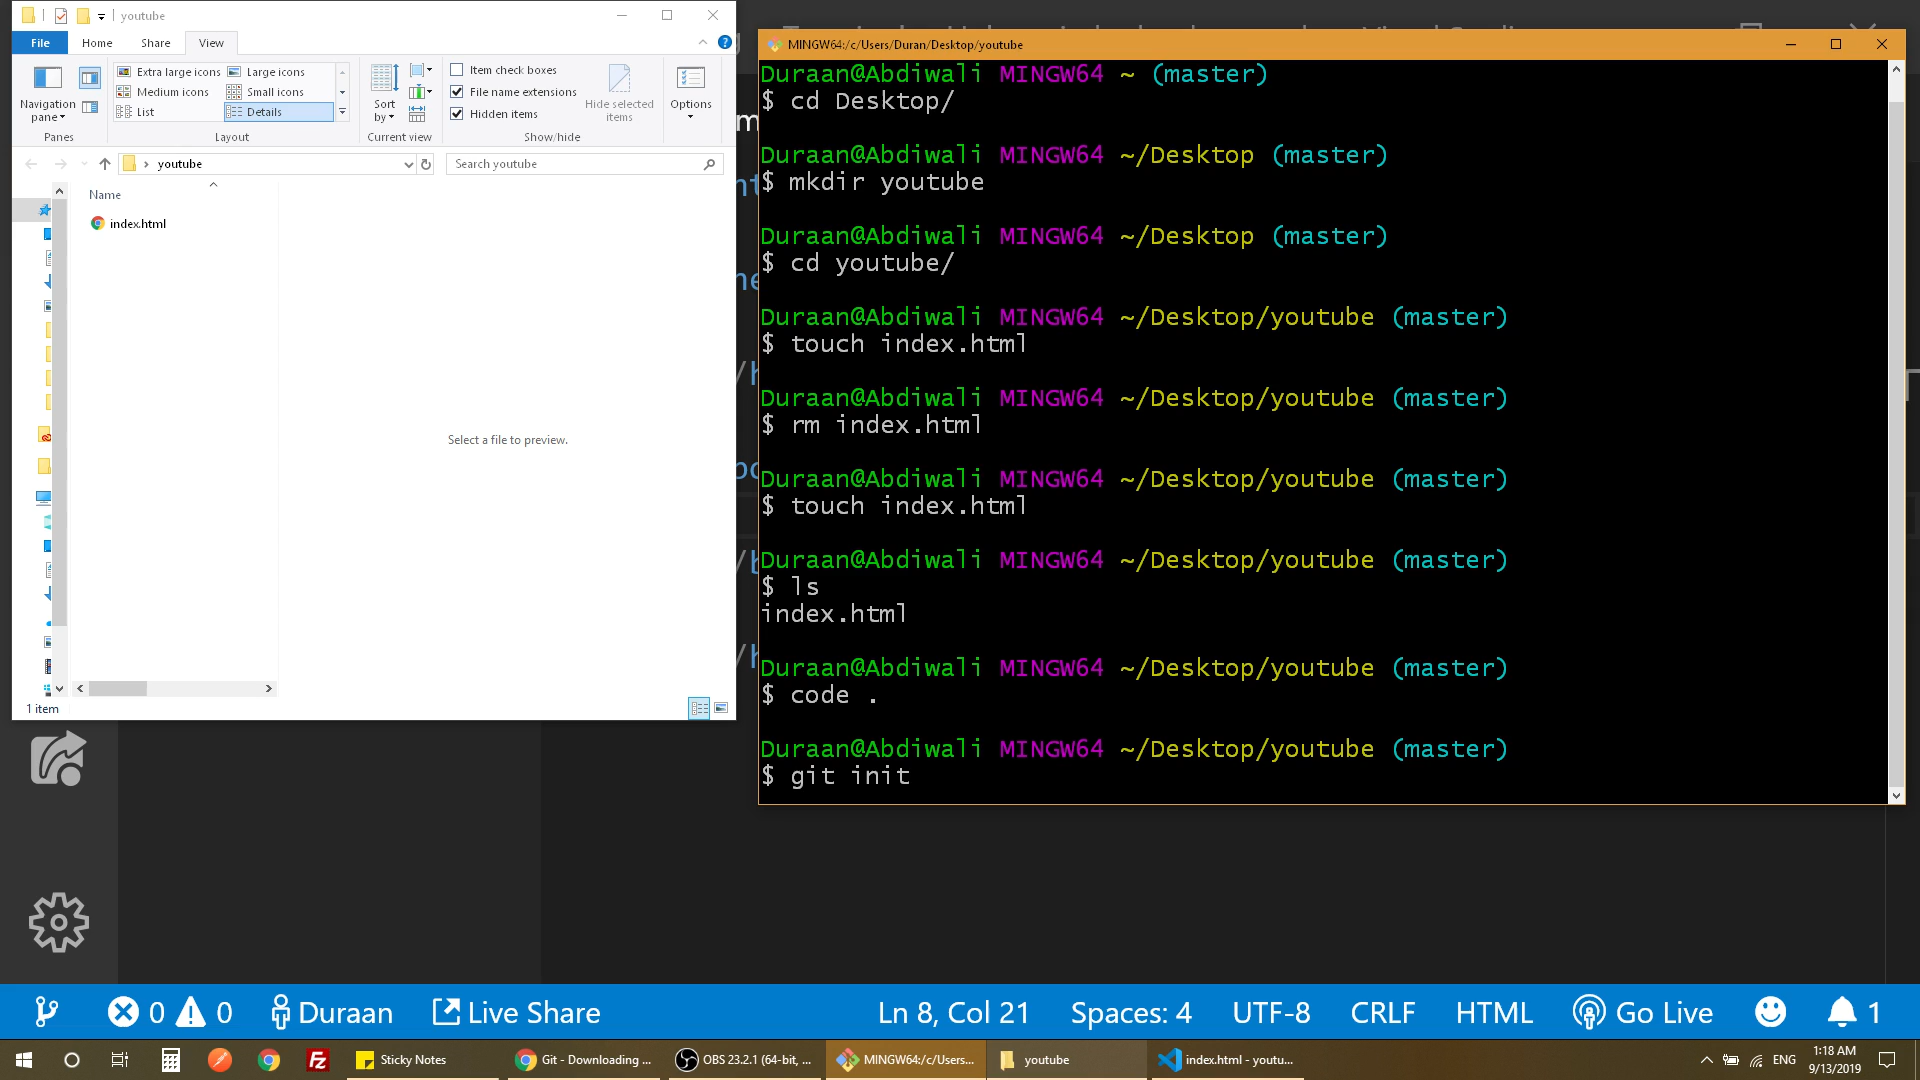 youtube
File Home Share View
Navigation pane
Panes
Extra large icons Large icons
Medium icons Small icons
List Details
Layout
Sort by
Current view
Item check boxes
File name extensions
Hidden items
Hide selected items
Show/hide
Options
youtube
Search youtube
Name
index.html
Select a file to preview.
1 item
MINGW64:/c/Users/Duran/Desktop/youtube
Duraan@Abdiwali MINGW64 ~ (master)
$ cd Desktop/
Duraan@Abdiwali MINGW64 ~/Desktop (master)
$ mkdir youtube
Duraan@Abdiwali MINGW64 ~/Desktop (master)
$ cd youtube/
Duraan@Abdiwali MINGW64 ~/Desktop/youtube (master)
$ touch index.html
Duraan@Abdiwali MINGW64 ~/Desktop/youtube (master)
$ rm index.html
Duraan@Abdiwali MINGW64 ~/Desktop/youtube (master)
$ touch index.html
Duraan@Abdiwali MINGW64 ~/Desktop/youtube (master)
$ ls
index.html
Duraan@Abdiwali MINGW64 ~/Desktop/youtube (master)
$ code .
Duraan@Abdiwali MINGW64 ~/Desktop/youtube (master)
$ git init
0 0 Duraan Live Share Ln 8, Col 21 Spaces: 4 UTF-8 CRLF HTML Go Live 1
Sticky Notes Git - Downloading ... OBS 23.2.1 (64-bit, ... MINGW64:/c/Users... youtube index.html - youtu... ENG 1:18 AM
9/13/2019